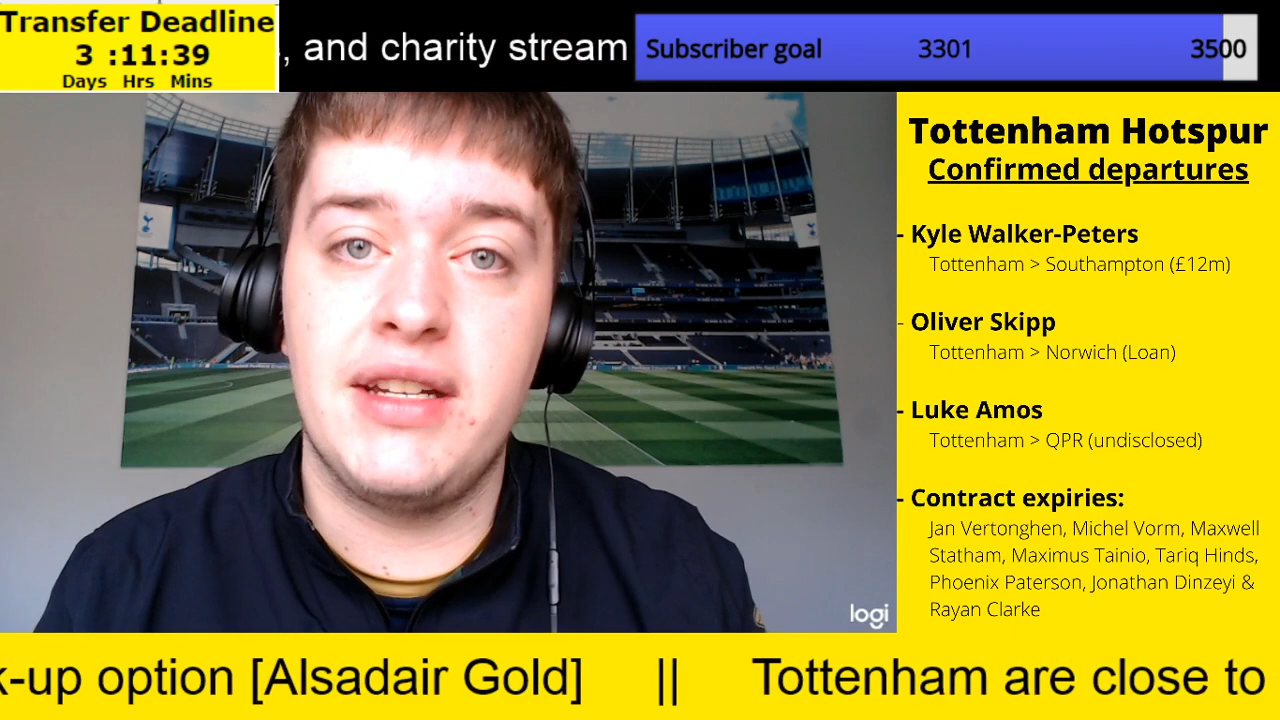 Transfer Deadline
3 :11:39
Days Hrs Mins
, and charity stream
Subscriber goal 3301 3500
Tottenham Hotspur
Confirmed departures
- Kyle Walker-Peters
Tottenham > Southampton (£12m)
- Oliver Skipp
Tottenham > Norwich (Loan)
- Luke Amos
Tottenham > QPR (undisclosed)
- Contract expiries:
Jan Vertonghen, Michel Vorm, Maxwell
Statham, Maximus Tainio, Tariq Hinds,
Phoenix Paterson, Jonathan Dinzeyi &
Rayan Clarke
logi
k-up option [Alsadair Gold] || Tottenham are close to